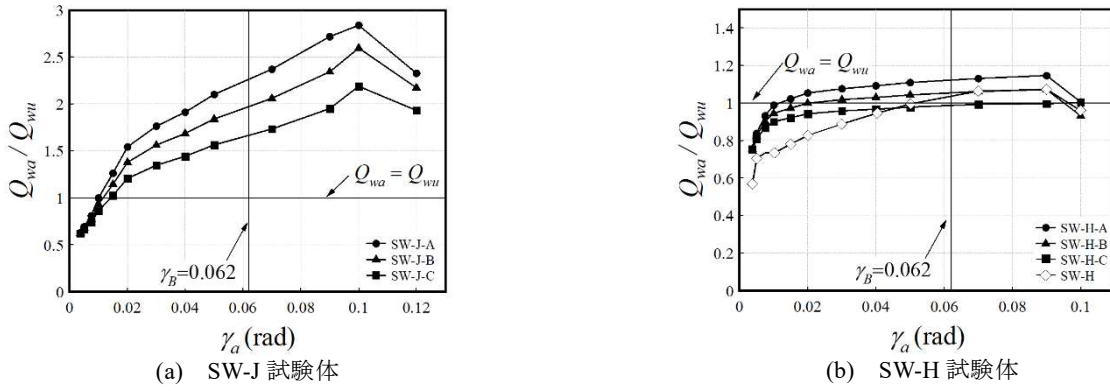 3
2.5
2
1.5
1
0.5
0
Q_wa / Q_wu
Q_wa = Q_wu
γ_B=0.062
SW-J-A
SW-J-B
SW-J-C
0 0.02 0.04 0.06 0.08 0.10 0.12
γ_a (rad)
(a) SW-J 試験体
1.4
1.2
1
0.8
0.6
0.4
0.2
0
Q_wa / Q_wu
Q_wa = Q_wu
γ_B=0.062
SW-H-A
SW-H-B
SW-H-C
SW-H
0 0.02 0.04 0.06 0.08 0.1
γ_a (rad)
(b) SW-H 試験体